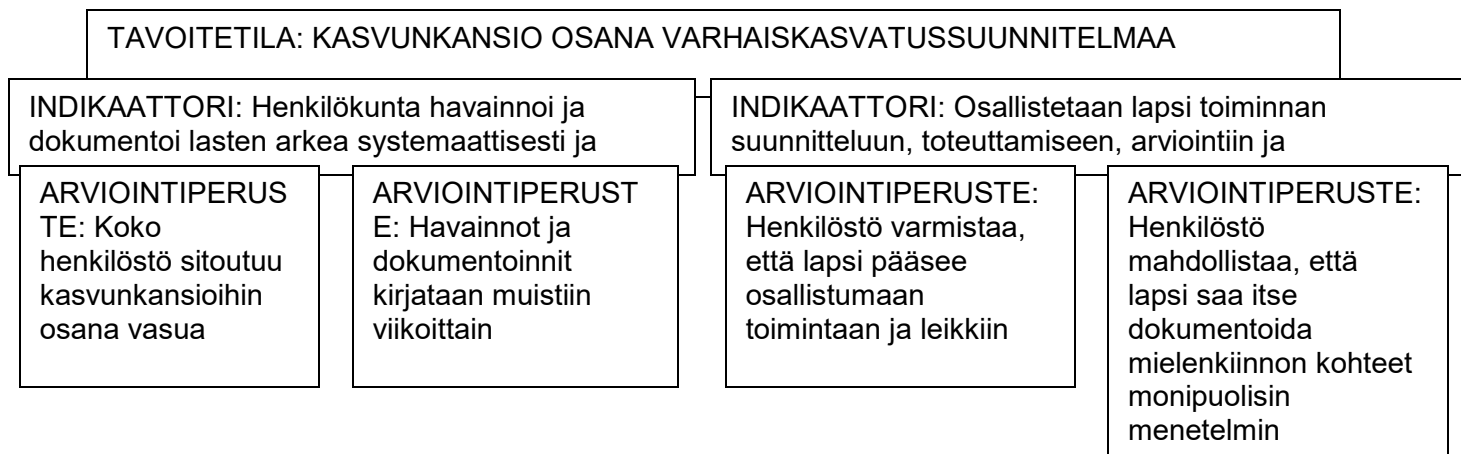 TAVOITETILA: KASVUNKANSIO OSANA VARHAISKASVATUSSUUNNITELMAA
INDIKAATTORI: Henkilökunta havainnoi ja
dokumentoi lasten arkea systemaattisesti ja
INDIKAATTORI: Osallistetaan lapsi toiminnan
suunnitteluun, toteuttamiseen, arviointiin ja
ARVIOINTIPERUS
TE: Koko
henkilöstö sitoutuu
kasvunkansioihin
osana vasua
ARVIOINTIPERUST
E: Havainnot ja
dokumentoinnit
kirjataan muistiin
viikoittain
ARVIOINTIPERUSTE:
Henkilöstö varmistaa,
että lapsi pääsee
osallistumaan
toimintaan ja leikkiin
ARVIOINTIPERUSTE:
Henkilöstö
mahdollistaa, että
lapsi saa itse
dokumentoida
mielenkiinnon kohteet
monipuolisin
menetelmin